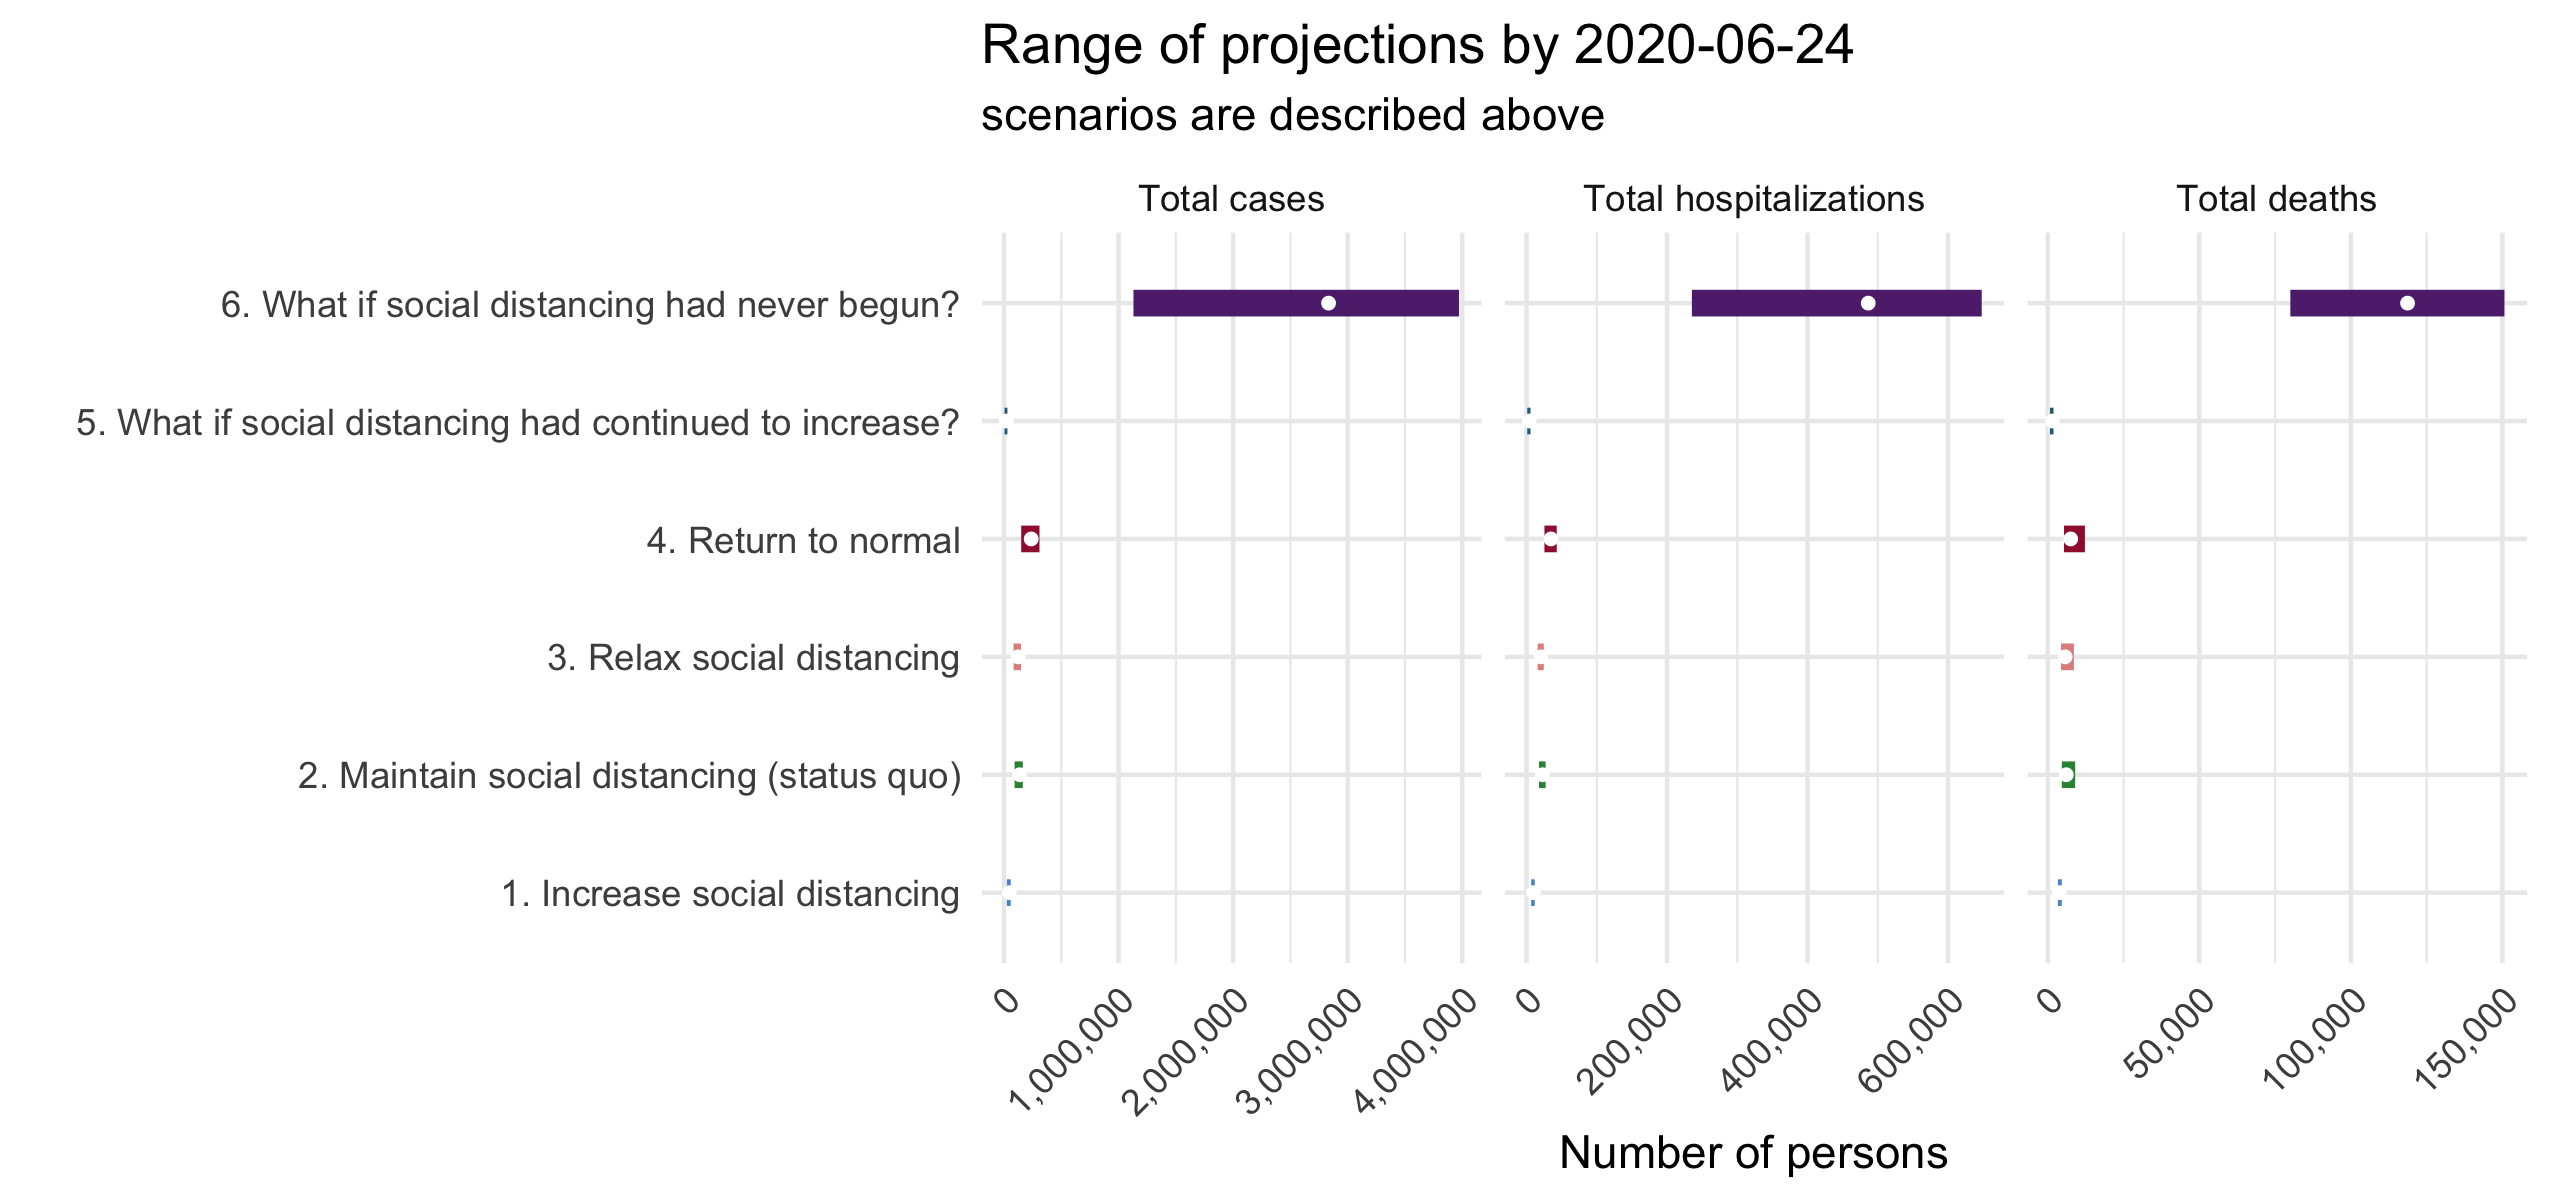 Range of projections by 2020-06-24
scenarios are described above
Total cases
Total hospitalizations
Total deaths
6. What if social distancing had never begun?
5. What if social distancing had continued to increase?
4. Return to normal
3. Relax social distancing
2. Maintain social distancing (status quo)
1. Increase social distancing
0
1,000,000
2,000,000
3,000,000
4,000,000
0
200,000
400,000
600,000
0
50,000
100,000
150,000
Number of persons